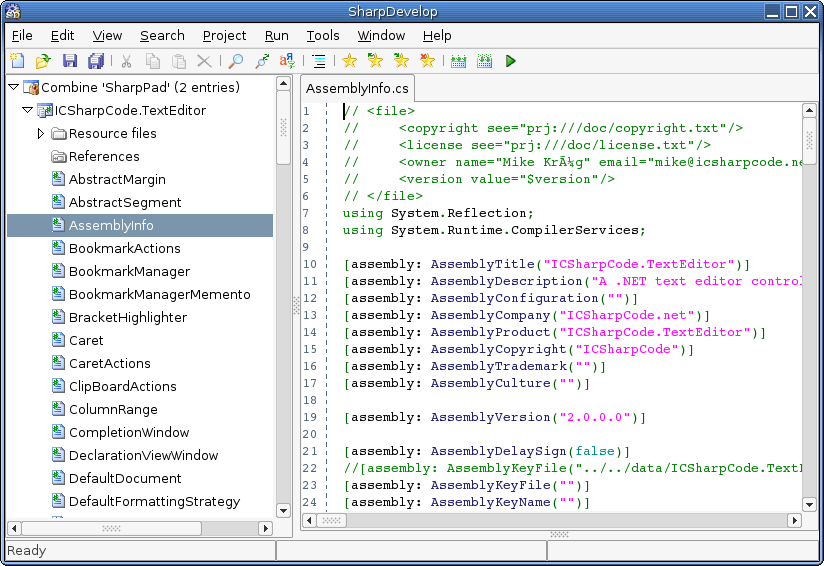 SharpDevelop
File Edit View Search Project Run Tools Window Help
Combine 'SharpPad' (2 entries)
ICSharpCode.TextEditor
Resource files
References
AbstractMargin
AbstractSegment
AssemblyInfo
BookmarkActions
BookmarkManager
BookmarkManagerMemento
BracketHighlighter
Caret
CaretActions
ClipBoardActions
ColumnRange
CompletionWindow
DeclarationViewWindow
DefaultDocument
DefaultFormattingStrategy
AssemblyInfo.cs
1 // <file>
2 //     <copyright see="prj:///doc/copyright.txt"/>
3 //     <license see="prj:///doc/license.txt"/>
4 //     <owner name="Mike KrÃ¼g" email="mike@icsharpcode.ne
5 //     <version value="$version"/>
6 // </file>
7 using System.Reflection;
8 using System.Runtime.CompilerServices;
9
10 [assembly: AssemblyTitle("ICSharpCode.TextEditor")]
11 [assembly: AssemblyDescription("A .NET text editor control
12 [assembly: AssemblyConfiguration("")]
13 [assembly: AssemblyCompany("ICSharpCode.net")]
14 [assembly: AssemblyProduct("ICSharpCode.TextEditor")]
15 [assembly: AssemblyCopyright("ICSharpCode")]
16 [assembly: AssemblyTrademark("")]
17 [assembly: AssemblyCulture("")]
18
19 [assembly: AssemblyVersion("2.0.0.0")]
20
21 [assembly: AssemblyDelaySign(false)]
22 //[assembly: AssemblyKeyFile("../../data/ICSharpCode.TextE
23 [assembly: AssemblyKeyFile("")]
24 [assembly: AssemblyKeyName("")]
Ready